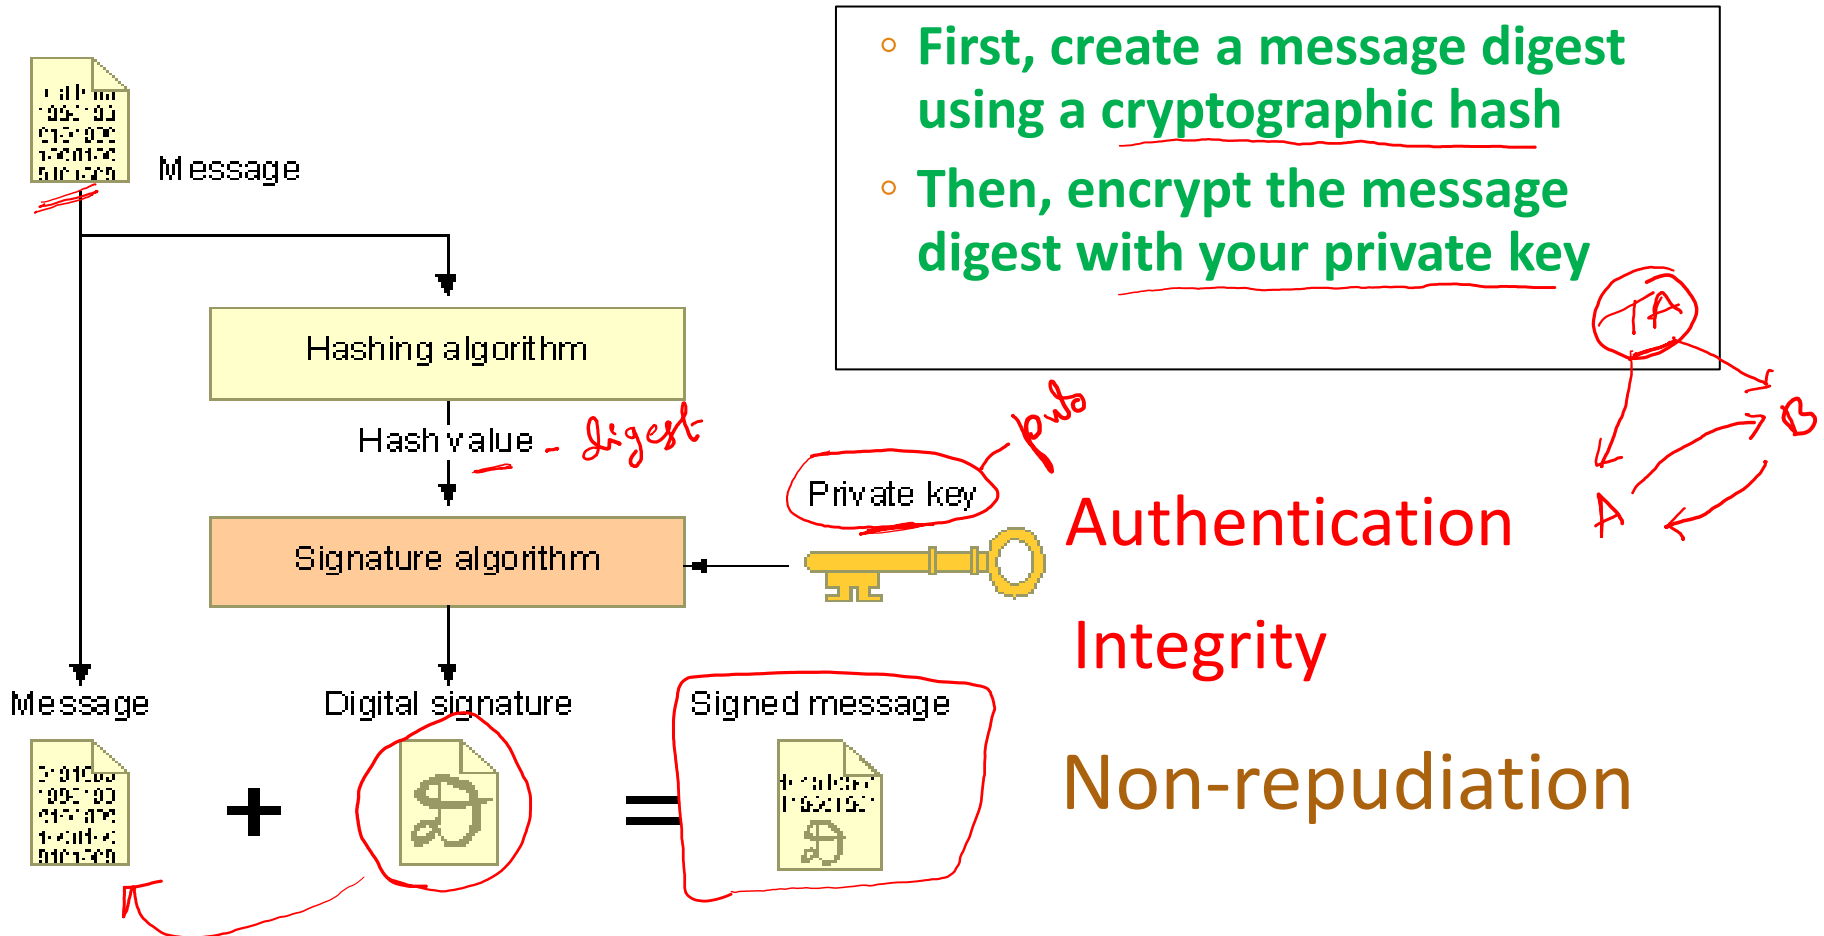 ◦ First, create a message digest
using a cryptographic hash
◦ Then, encrypt the message
digest with your private key
TA
B
A
Message
Hashing algorithm
Hash value - digest
Private key
Signature algorithm
Authentication
Integrity
Non-repudiation
Message
Digital signature
Signed message
+
=